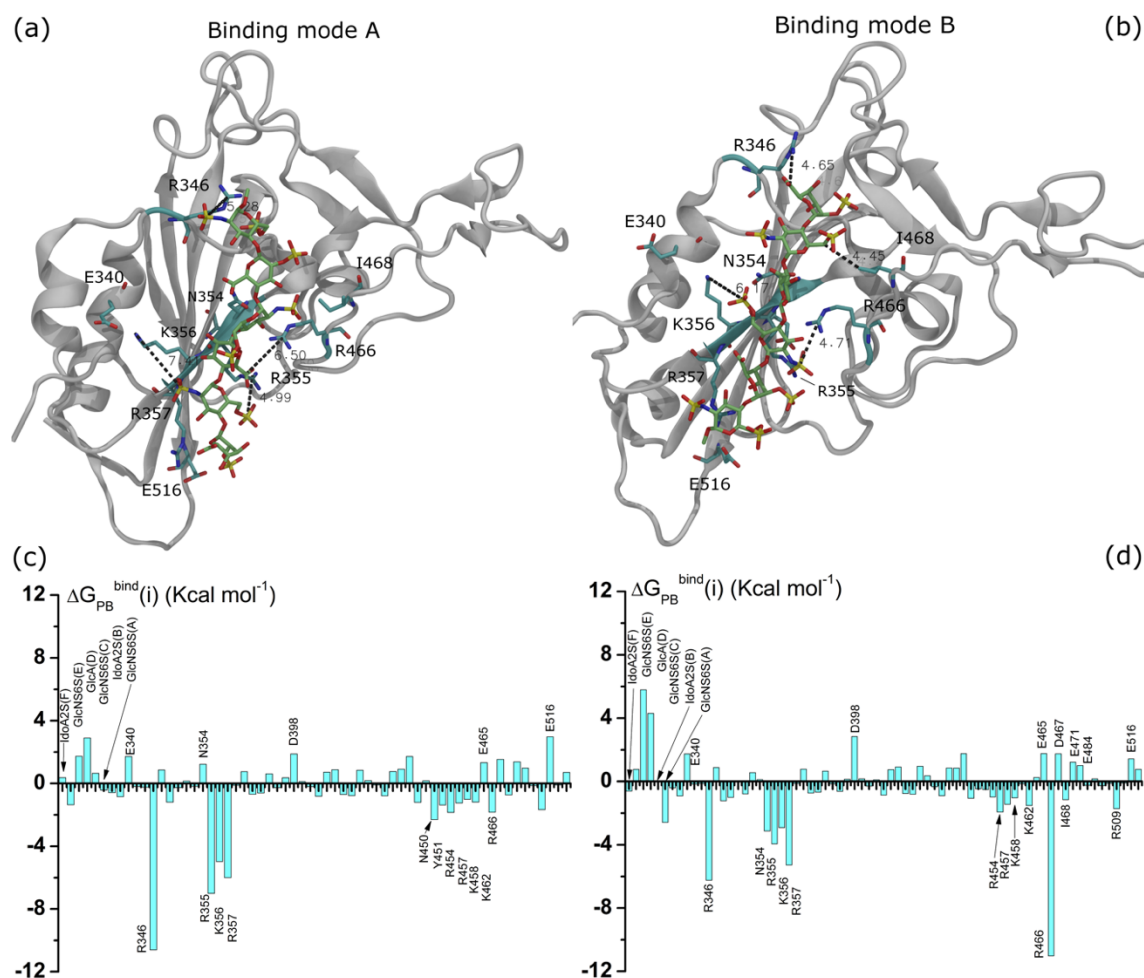 (a)
Binding mode A
R346
5.28
E340
I468
N354
K356
R466
6.50
R355
4.99
R357
E516
Binding mode B
(b)
R346
4.65
E340
I468
4.45
N354
6.17
K356
R466
4.71
R357
R355
E516
(c)
ΔG_PB^bind(i) (Kcal mol⁻¹)
12
8
4
0
-4
-8
-12
IdoA2S(F)
GlcNS6S(E)
GlcA(D)
GlcNS6S(C)
IdoA2S(B)
GlcNS6S(A)
E340
R346
N354
R355
K356
R357
D398
N450
Y451
R454
R457
K458
K462
E465
R466
E516
(d)
ΔG_PB^bind(i) (Kcal mol⁻¹)
12
8
4
0
-4
-8
-12
IdoA2S(F)
GlcNS6S(E)
GlcA(D)
GlcNS6S(C)
IdoA2S(B)
GlcNS6S(A)
E340
R346
N354
R355
K356
R357
D398
R454
R457
K458
K462
E465
R466
D467
I468
E471
E484
R509
E516